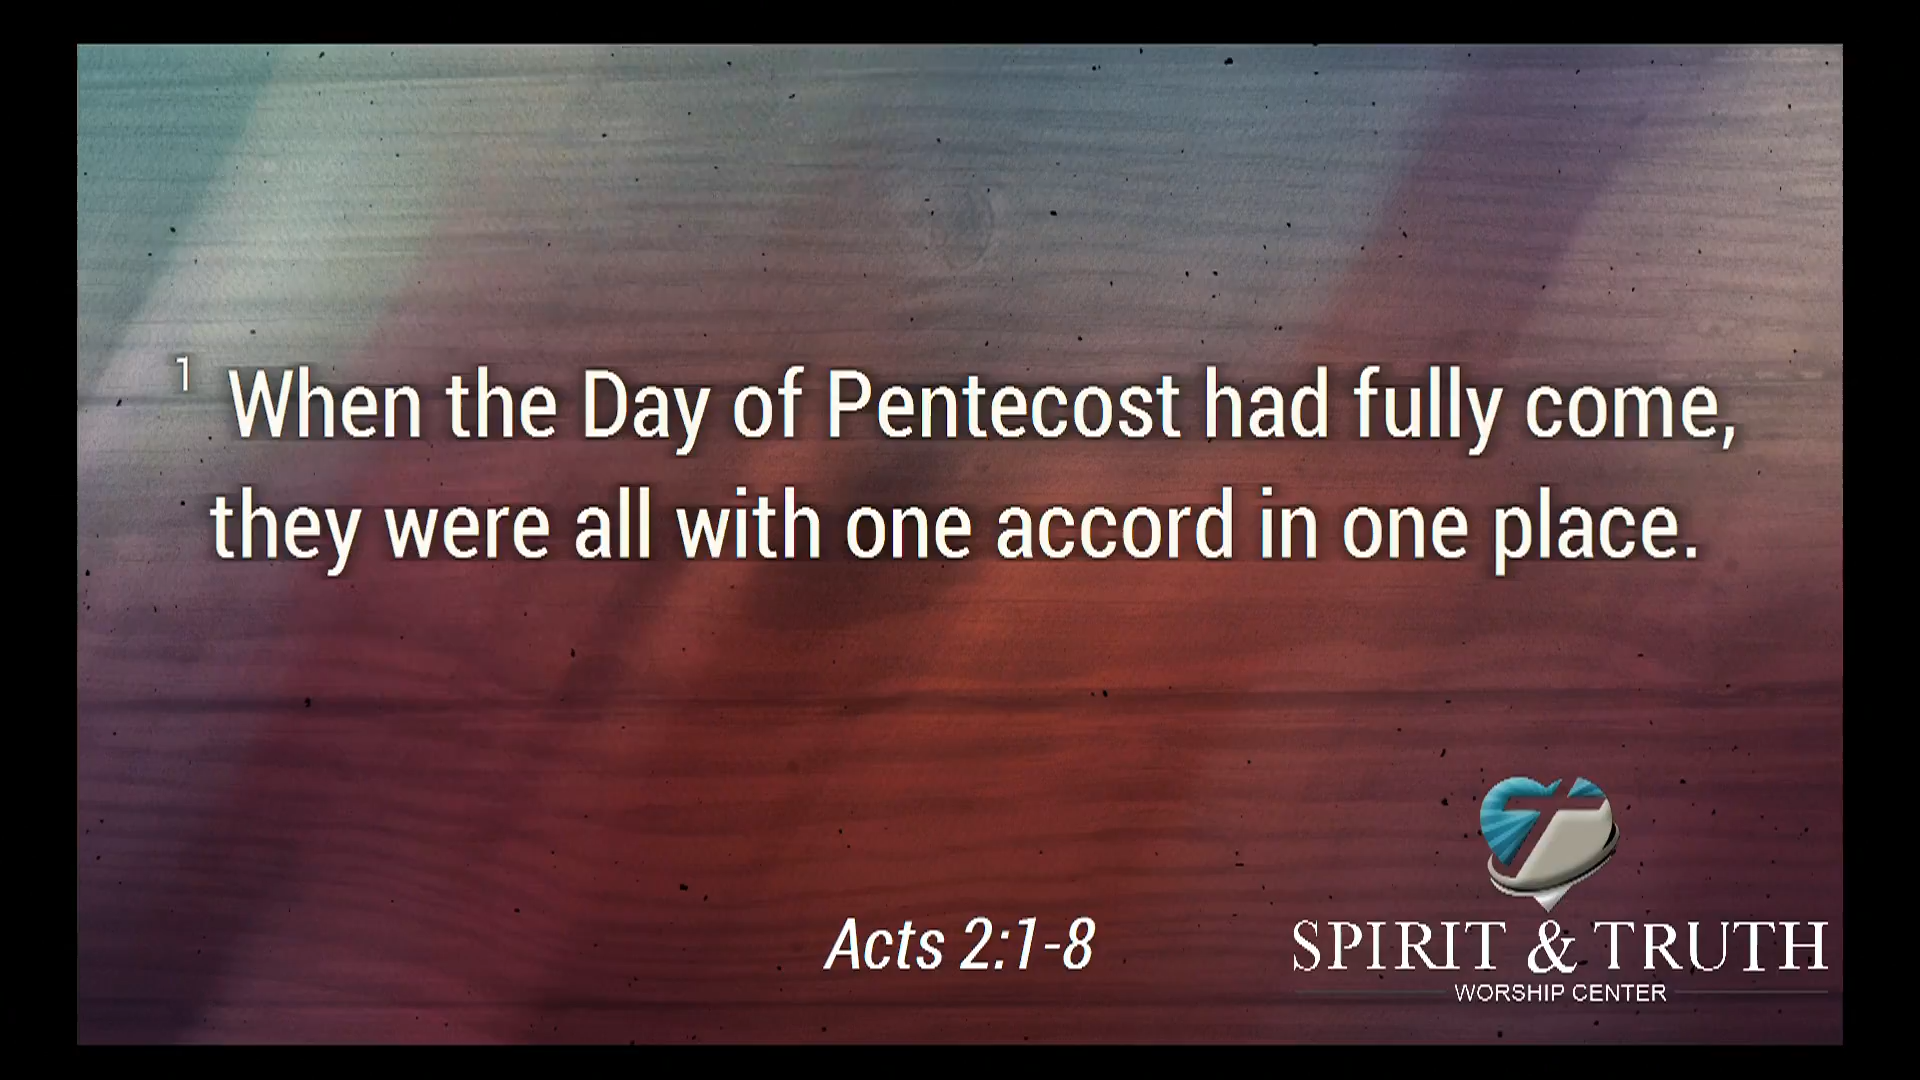 1 When the Day of Pentecost had fully come,
they were all with one accord in one place.
Acts 2:1-8
SPIRIT & TRUTH
WORSHIP CENTER